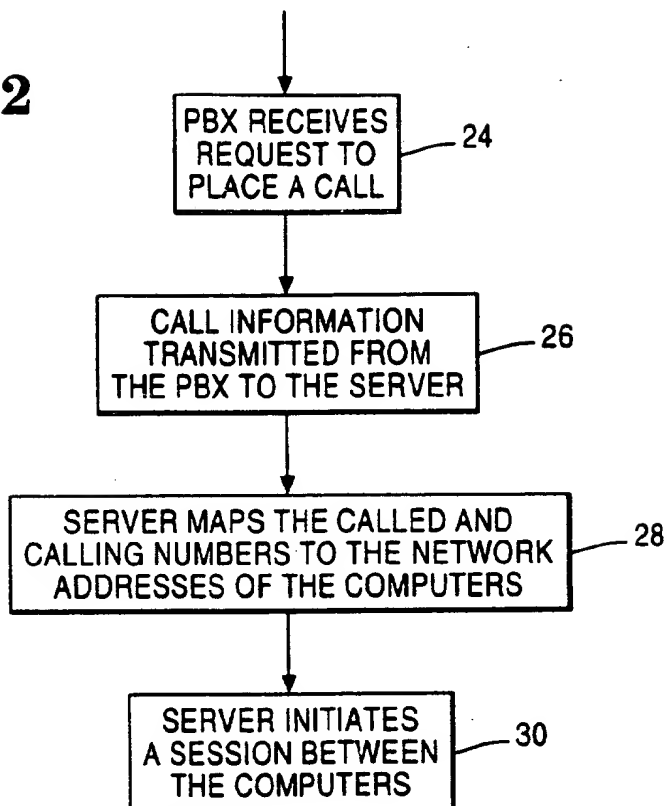 2
PBX RECEIVES
REQUEST TO
PLACE A CALL
24
CALL INFORMATION
TRANSMITTED FROM
THE PBX TO THE SERVER
26
SERVER MAPS THE CALLED AND
CALLING NUMBERS TO THE NETWORK
ADDRESSES OF THE COMPUTERS
28
SERVER INITIATES
A SESSION BETWEEN
THE COMPUTERS
30